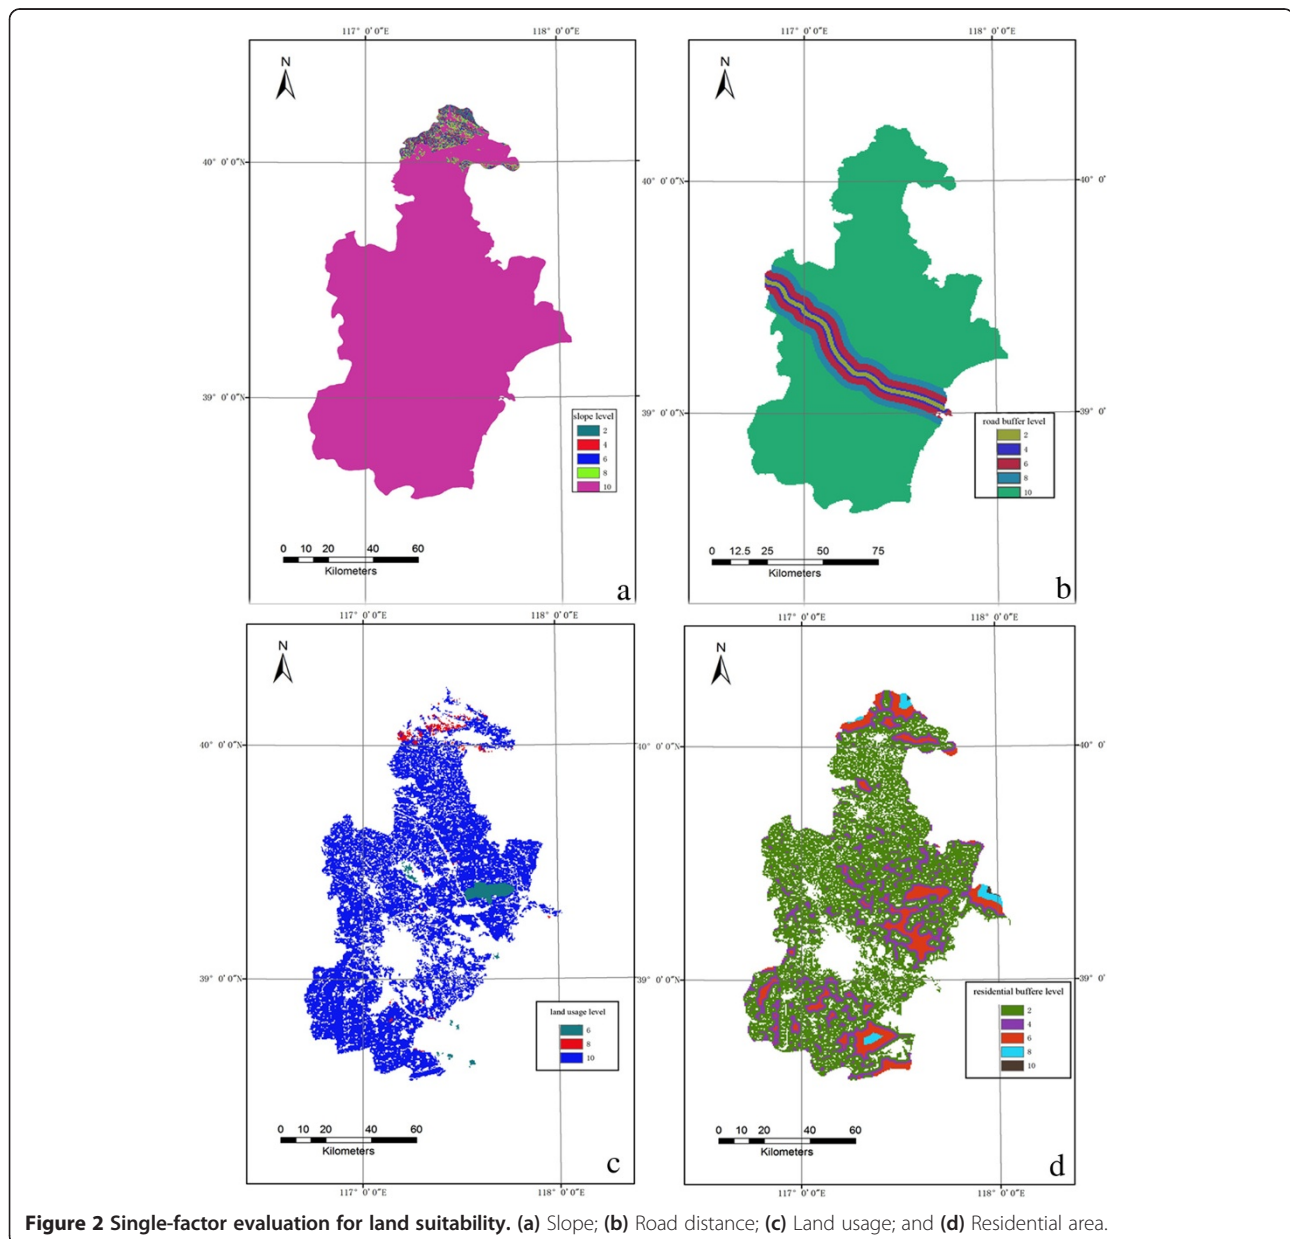 117° 0′0″E 118° 0′0″E
N
40° 0′0″N
39° 0′0″N
slope level
2
4
6
8
10
0 10 20 40 60
Kilometers
a
117° 0′0″E 118° 0′0″E
N
40° 0′0″N 40° 0′
39° 0′0″N 39° 0′
road buffer level
2
4
6
8
10
0 12.5 25 50 75
Kilometers
b
117° 0′0″E 118° 0′0″E
N
40° 0′0″N
39° 0′0″N
land usage level
6
8
10
0 10 20 40 60
Kilometers
c
117° 0′0″E 118° 0′0″E
117° 0′0″E 118° 0′0″E
N
40° 0′0″N 40° 0′
39° 0′0″N 39° 0′
residential buffere level
2
4
6
8
10
0 10 20 40 60
Kilometers
d
117° 0′0″E 118° 0′0″E
Figure 2 Single-factor evaluation for land suitability. (a) Slope; (b) Road distance; (c) Land usage; and (d) Residential area.